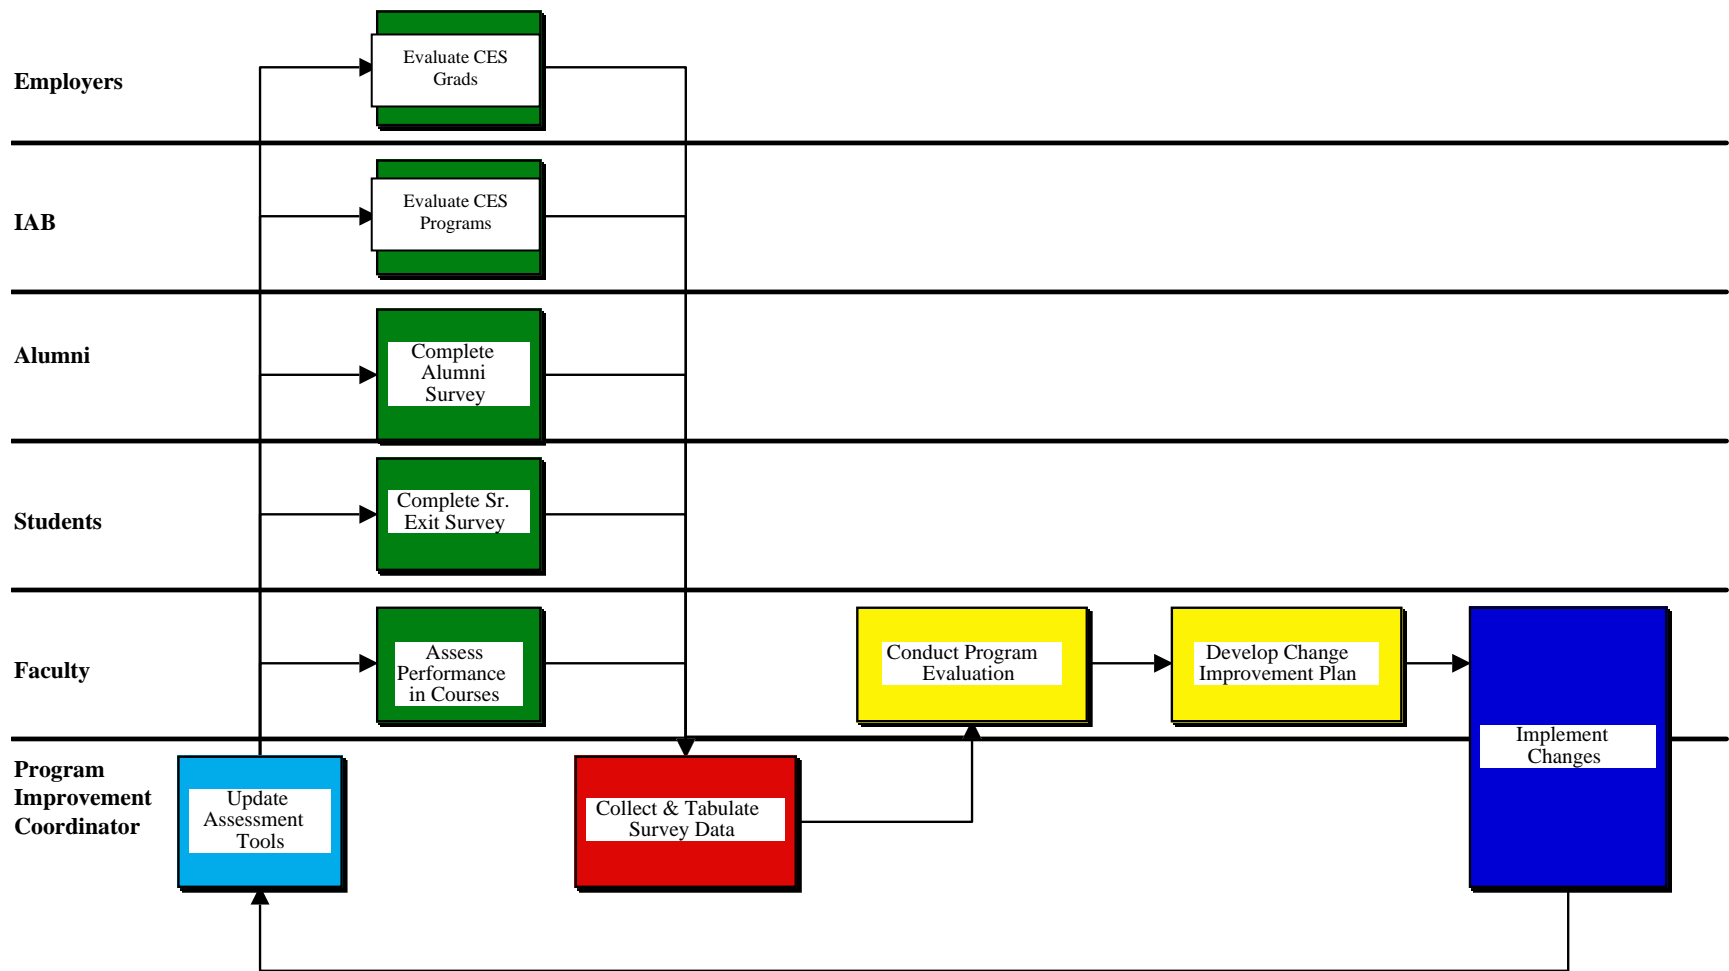 Employers
Evaluate CES
Grads
IAB
Evaluate CES
Programs
Alumni
Complete
Alumni
Survey
Students
Complete Sr.
Exit Survey
Faculty
Assess
Performance
in Courses
Conduct Program
Evaluation
Develop Change
Improvement Plan
Implement
Changes
Program
Improvement
Coordinator
Update
Assessment
Tools
Collect & Tabulate
Survey Data